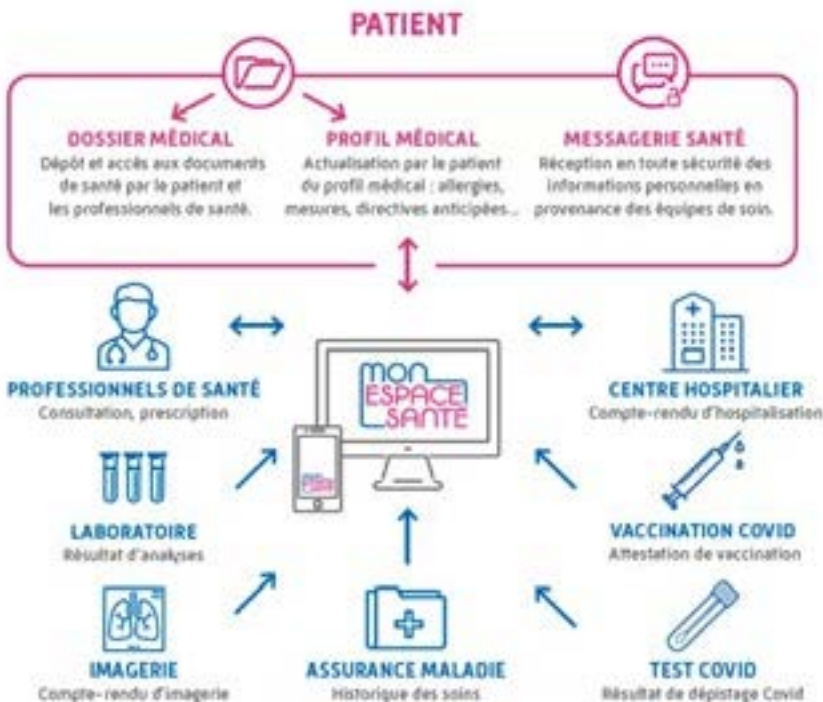 PATIENT
DOSSIER MÉDICAL
Dépôt et accès aux documents
de santé par le patient et
les professionnels de santé.
PROFIL MÉDICAL
Actualisation par le patient
du profil médical : allergies,
mesures, directives anticipées...
MESSAGERIE SANTÉ
Réception en toute sécurité des
informations personnelles en
provenance des équipes de soin.
PROFESSIONNELS DE SANTÉ
Consultation, prescription
MON
ESPACE
SANTÉ
CENTRE HOSPITALIER
Compte-rendu d'hospitalisation
MON
ESPACE
SANTÉ
LABORATOIRE
Résultat d'analyses
VACCINATION COVID
Attestation de vaccination
IMAGERIE
Compte-rendu d'imagerie
ASSURANCE MALADIE
Historique des soins
TEST COVID
Résultat de dépistage Covid